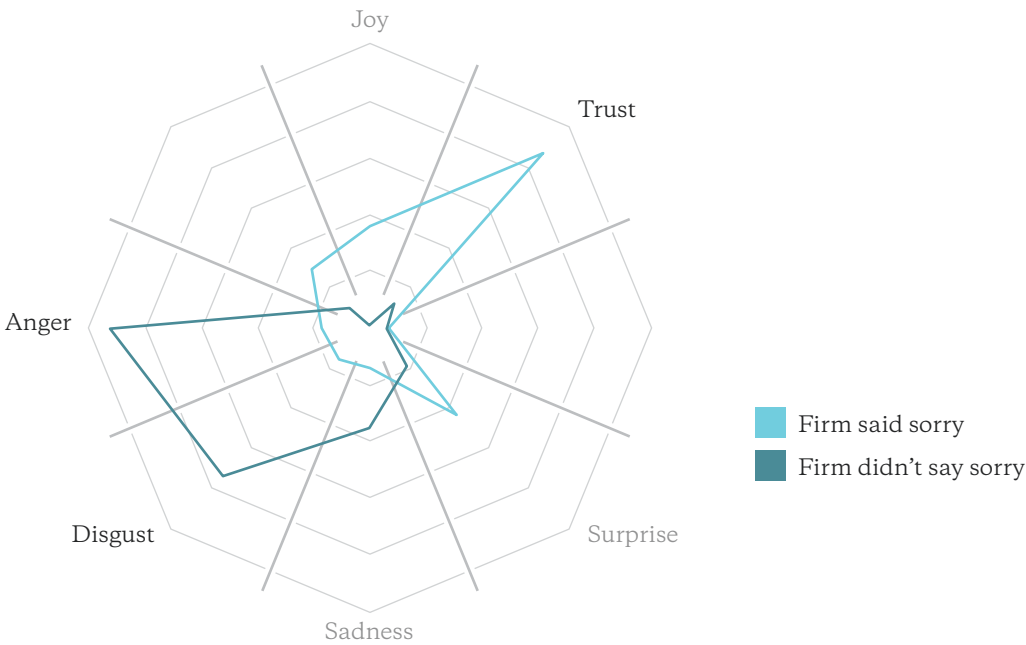 Joy
Trust
Anger
Firm said sorry
Firm didn’t say sorry
Disgust
Surprise
Sadness